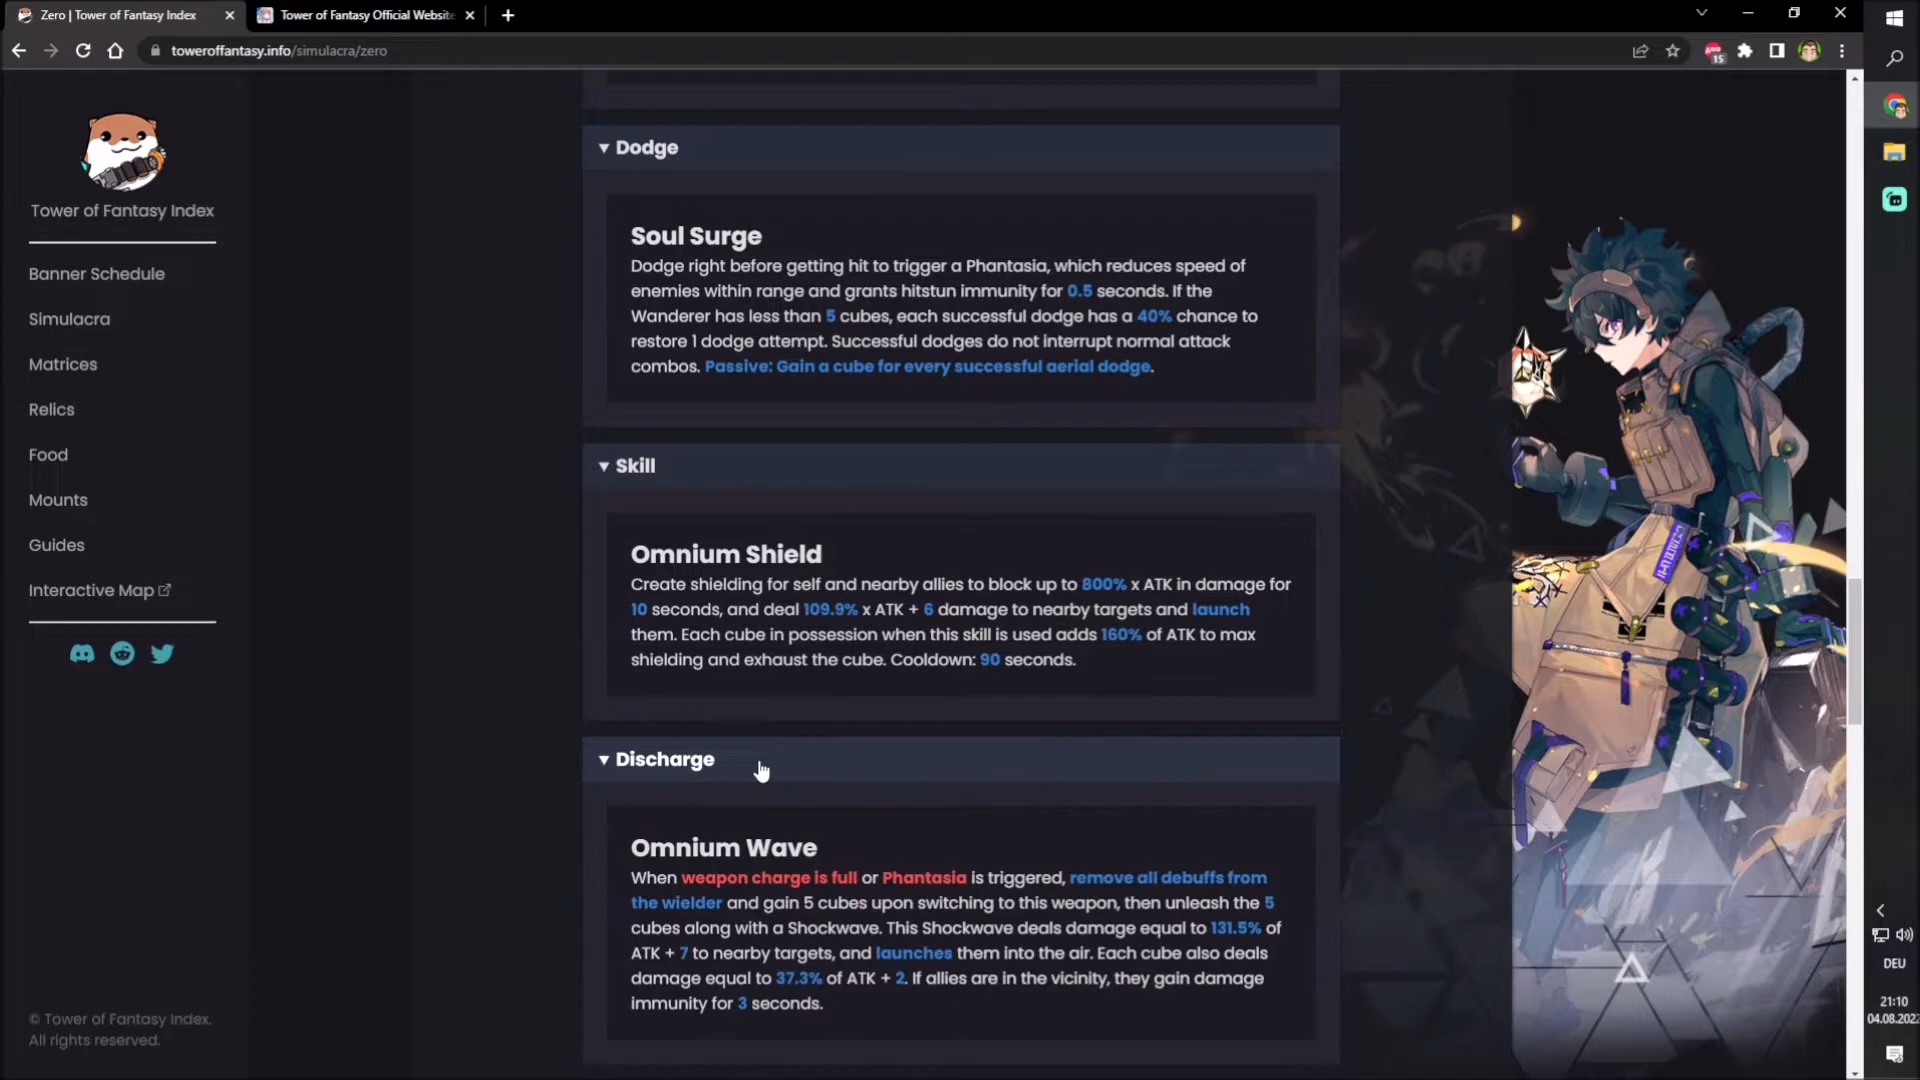 Zero | Tower of Fantasy Index
Tower of Fantasy Official Website
toweroffantasy.info/simulacra/zero
15
Tower of Fantasy Index
Banner Schedule
Simulacra
Matrices
Relics
Food
Mounts
Guides
Interactive Map
© Tower of Fantasy Index.
All rights reserved.
Dodge
Soul Surge
Dodge right before getting hit to trigger a Phantasia, which reduces speed of
enemies within range and grants hitstun immunity for 0.5 seconds. If the
Wanderer has less than 5 cubes, each successful dodge has a 40% chance to
restore 1 dodge attempt. Successful dodges do not interrupt normal attack
combos. Passive: Gain a cube for every successful aerial dodge.
Skill
Omnium Shield
Create shielding for self and nearby allies to block up to 800% x ATK in damage for
10 seconds, and deal 109.9% x ATK + 6 damage to nearby targets and launch
them. Each cube in possession when this skill is used adds 160% of ATK to max
shielding and exhaust the cube. Cooldown: 90 seconds.
Discharge
Omnium Wave
When weapon charge is full or Phantasia is triggered, remove all debuffs from
the wielder and gain 5 cubes upon switching to this weapon, then unleash the 5
cubes along with a Shockwave. This Shockwave deals damage equal to 131.5% of
ATK + 7 to nearby targets, and launches them into the air. Each cube also deals
damage equal to 37.3% of ATK + 2. If allies are in the vicinity, they gain damage
immunity for 3 seconds.
DEU
21:10
04.08.2022